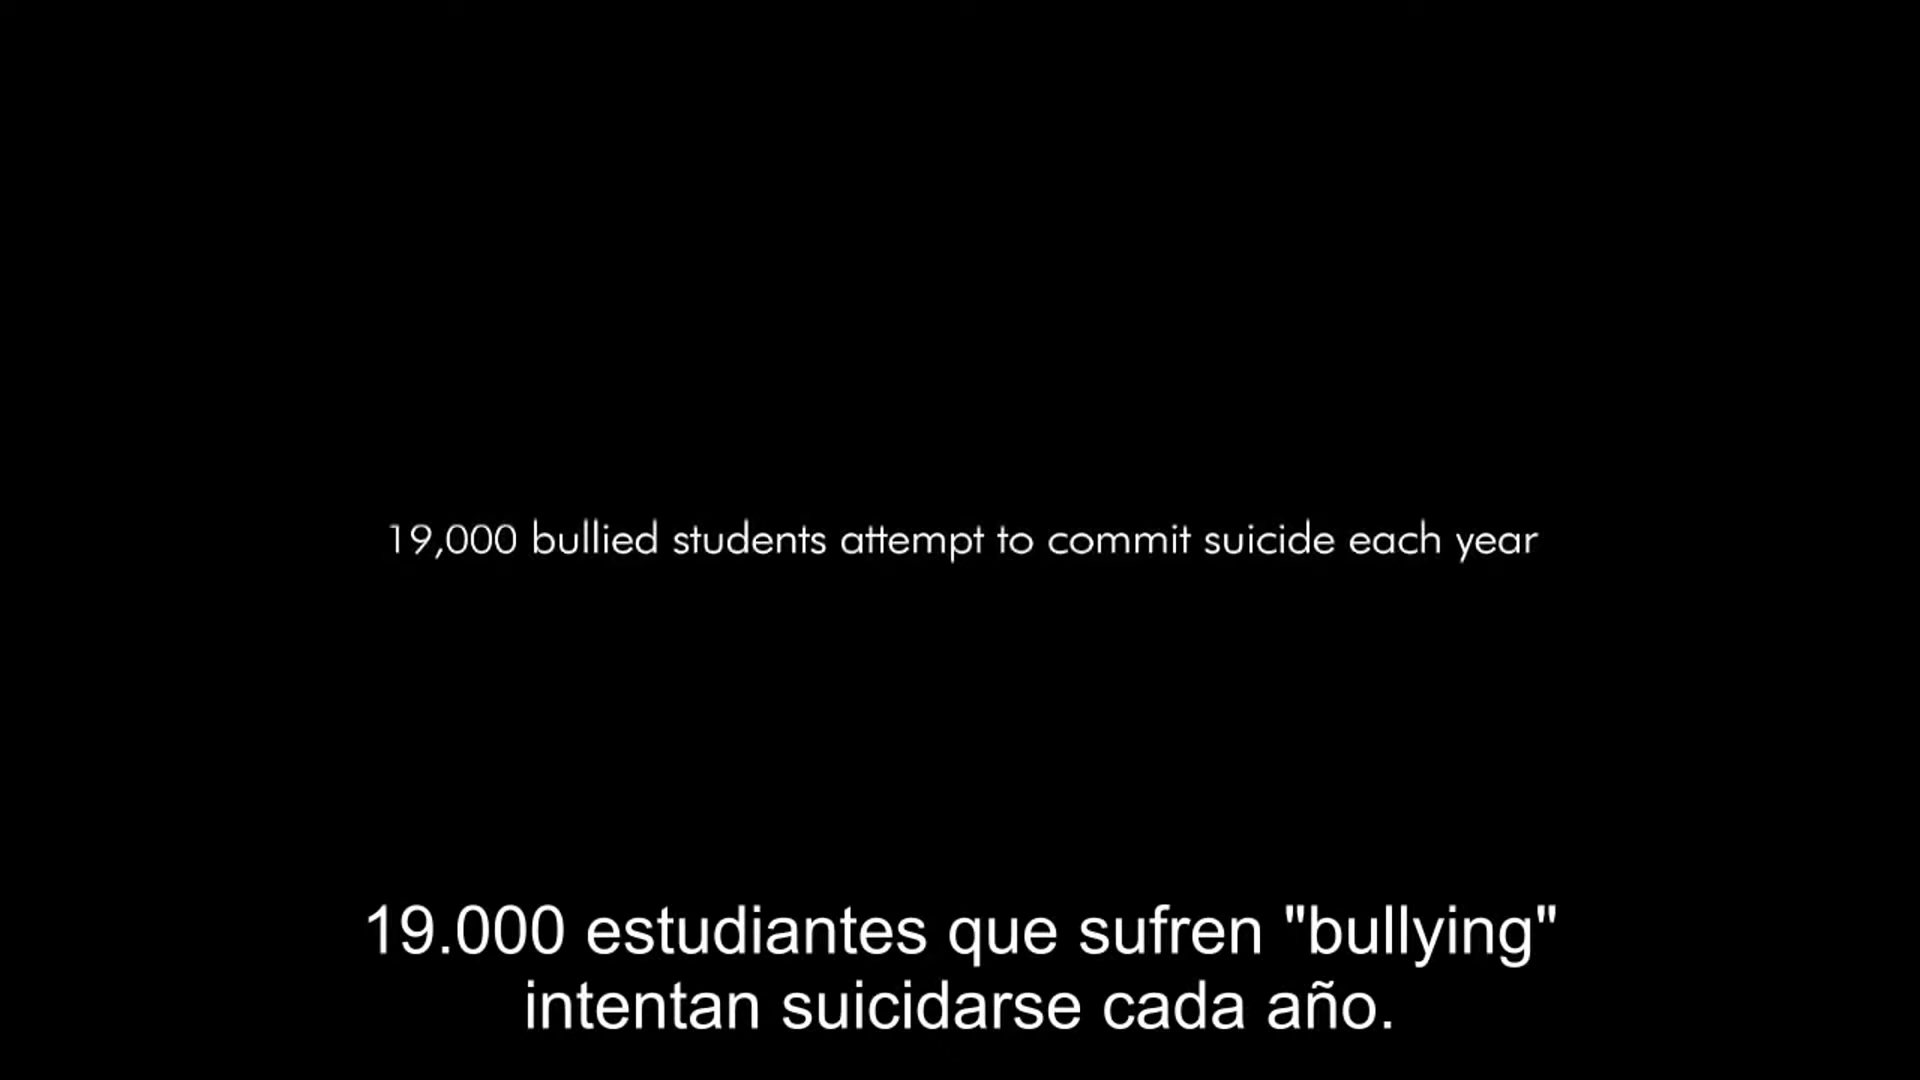 19,000 bullied students attempt to commit suicide each year
19.000 estudiantes que sufren "bullying"
intentan suicidarse cada año.